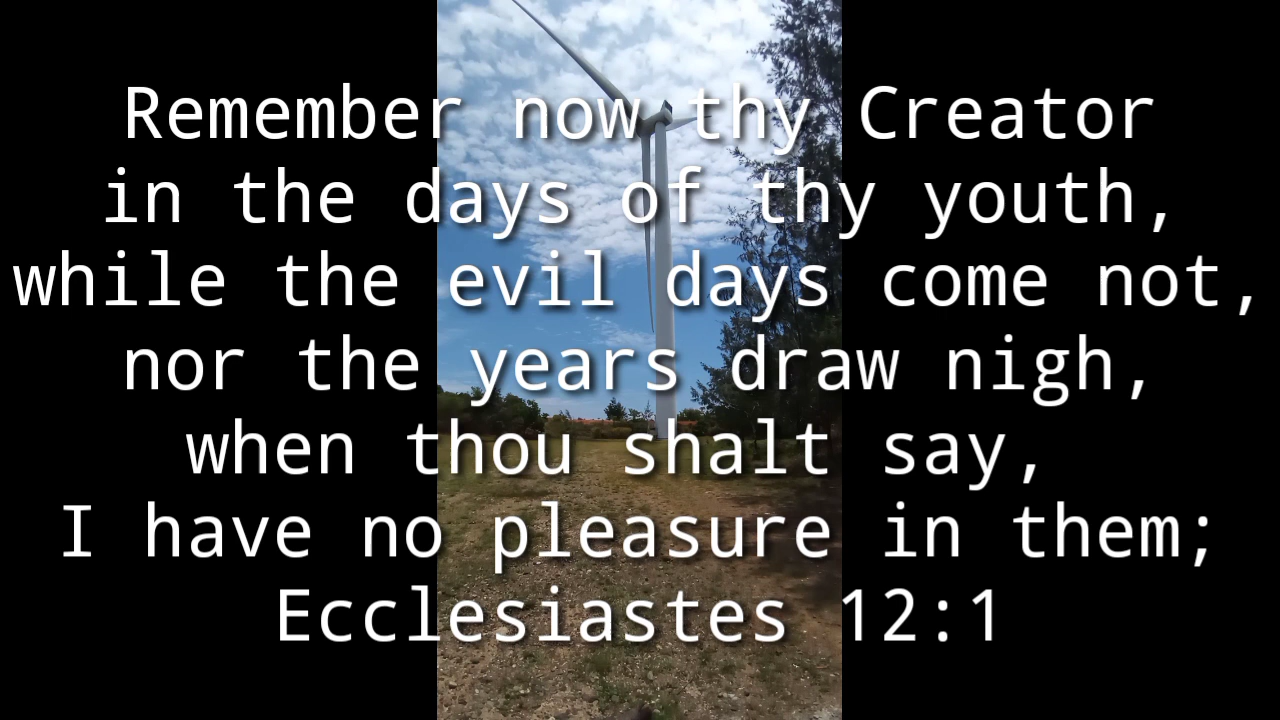 Remember now thy Creator
in the days of thy youth,
while the evil days come not,
nor the years draw nigh,
when thou shalt say,
I have no pleasure in them;
Ecclesiastes 12:1